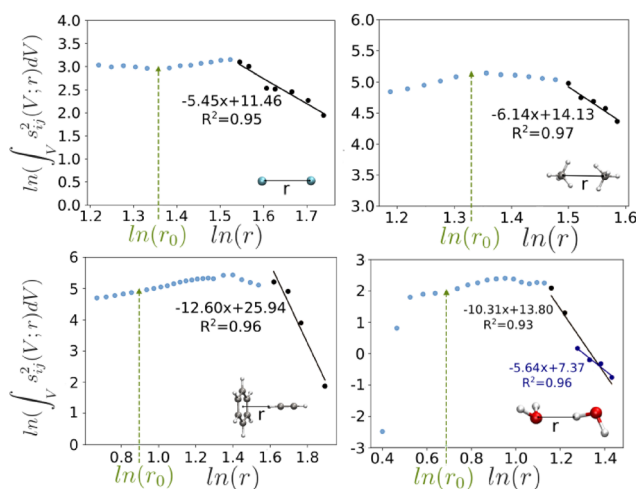 ln(∫_V s²_ij(V; r)dV)
4.0
3.5
3.0
2.5
2.0
1.5
1.0
0.5
0.0
-5.45x+11.46
R²=0.95
r
1.2 1.3 1.4 1.5 1.6 1.7
ln(r₀) ln(r)
6.0
5.5
5.0
4.5
4.0
3.5
3.0
-6.14x+14.13
R²=0.97
r
1.2 1.3 1.4 1.5 1.6
ln(r₀) ln(r)
ln(∫_V s²_ij(V; r)dV)
6
5
4
3
2
1
0
-12.60x+25.94
R²=0.96
r
0.8 1.0 1.2 1.4 1.6 1.8
ln(r₀) ln(r)
3
2
1
0
-1
-2
-3
-10.31x+13.80
R²=0.93
-5.64x+7.37
R²=0.96
r
0.4 0.6 0.8 1.0 1.2 1.4
ln(r₀) ln(r)